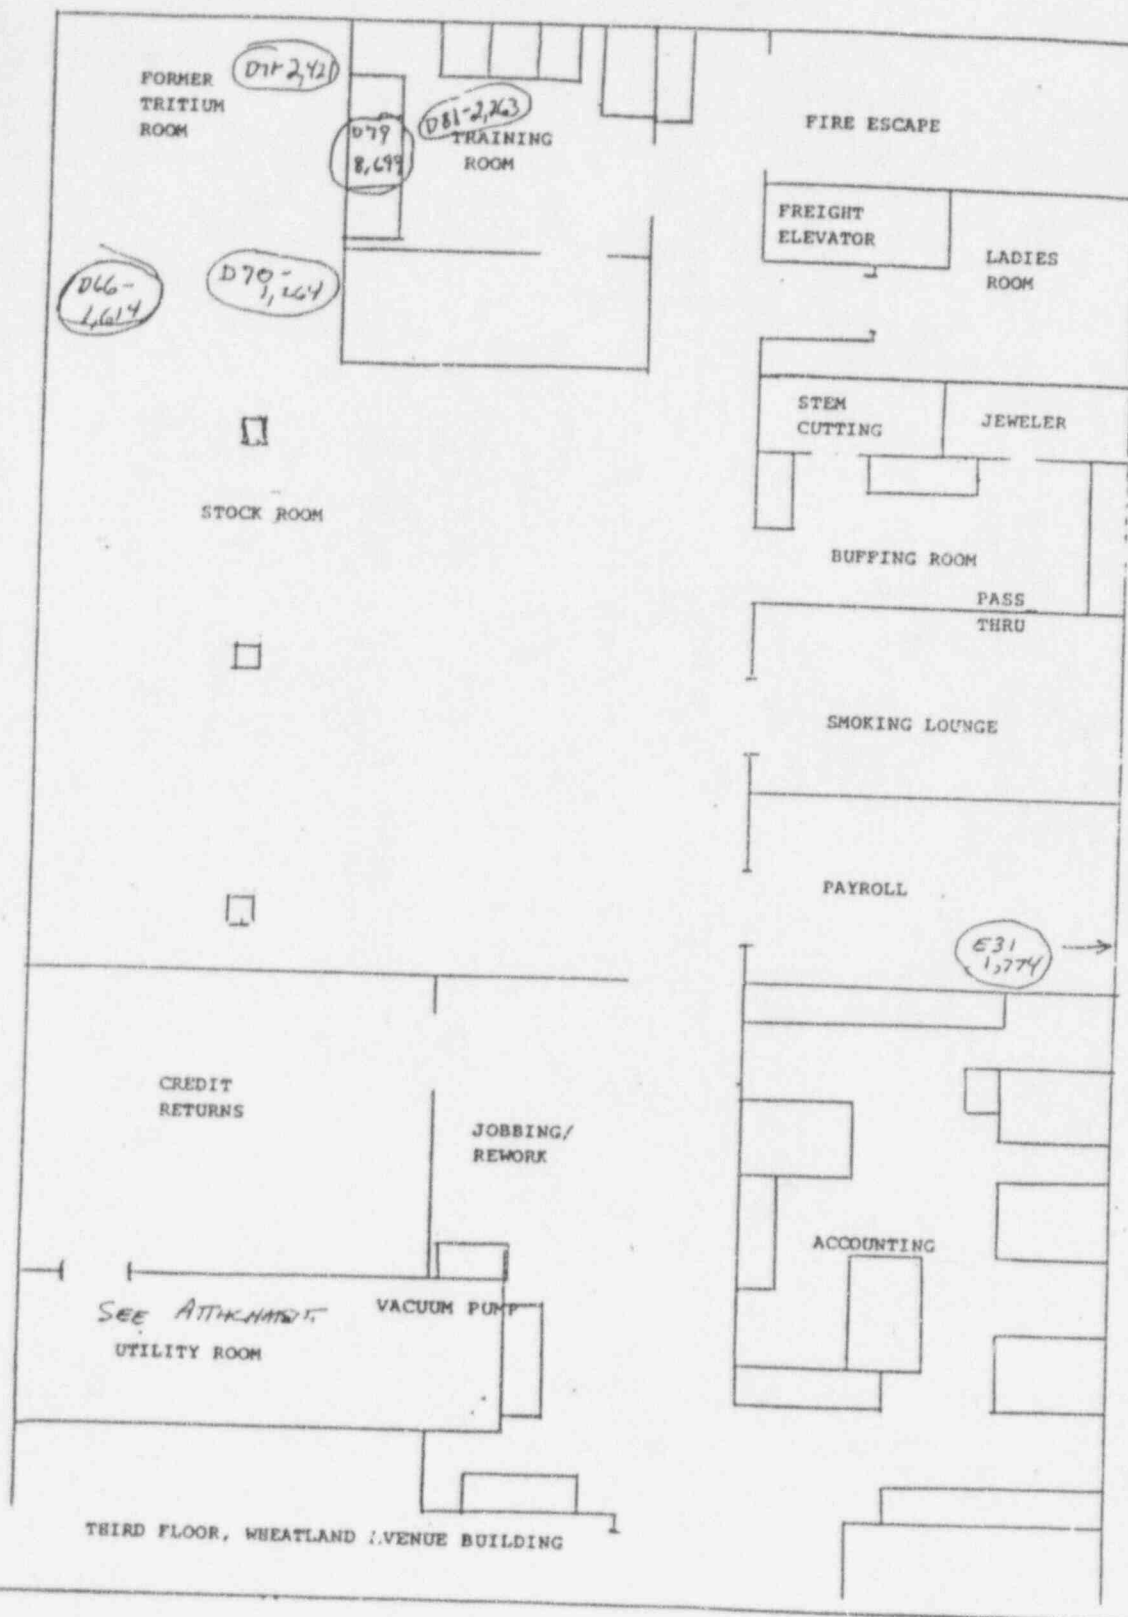 FORMER
TRITIUM
ROOM
2,421
D79
8,699
D81-2,263
TRAINING
ROOM
FIRE ESCAPE
FREIGHT
ELEVATOR
LADIES
ROOM
D66-
1,614
D70-
1,264
STEM
CUTTING
JEWELER
STOCK ROOM
BUFFING ROOM
PASS
THRU
SMOKING LOUNGE
PAYROLL
E31
1,774
CREDIT
RETURNS
JOBBING/
REWORK
ACCOUNTING
SEE
VACUUM PUMP
UTILITY ROOM
THIRD FLOOR, WHEATLAND AVENUE BUILDING